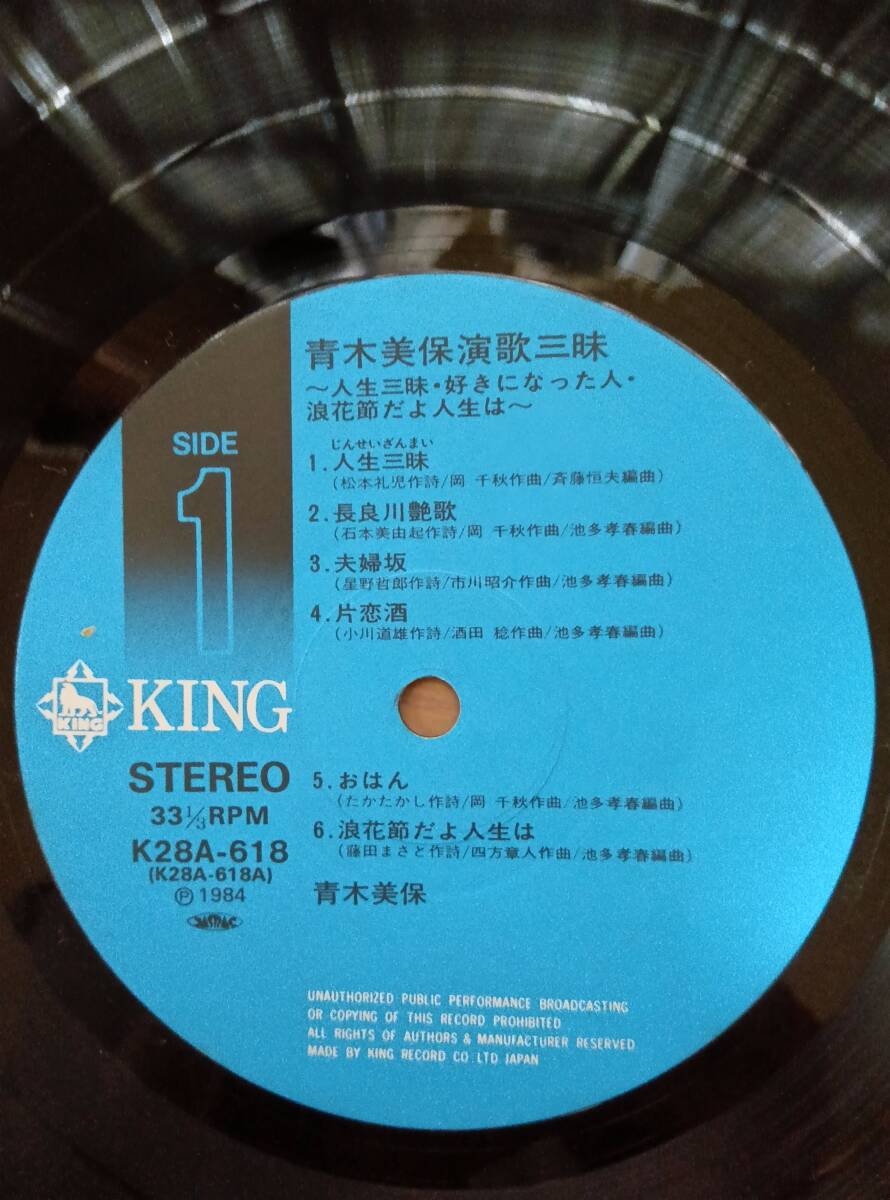 青木美保演歌三昧
〜人生三昧・好きになった人・
浪花節だよ人生は〜
SIDE
1
じんせいざんまい
1.人生三昧
(松本礼児作詩/岡 千秋作曲/斉藤恒夫編曲)
2.長良川艶歌
(石本美由起作詩/岡 千秋作曲/池多孝春編曲)
3.夫婦坂
(星野哲郎作詩/市川昭介作曲/池多孝春編曲)
4.片恋酒
(小川道雄作詩/酒田 稔作曲/池多孝春編曲)
KING
KING
STEREO
33⅓RPM
K28A-618
(K28A-618A)
Ⓟ1984
JASRAC
5.おはん
(たかたかし作詩/岡 千秋作曲/池多孝春編曲)
6.浪花節だよ人生は
(藤田まさと作詩/四方章人作曲/池多孝春編曲)
青木美保
UNAUTHORIZED PUBLIC PERFORMANCE BROADCASTING
OR COPYING OF THIS RECORD PROHIBITED
ALL RIGHTS OF AUTHORS & MANUFACTURER RESERVED
MADE BY KING RECORD CO. LTD JAPAN